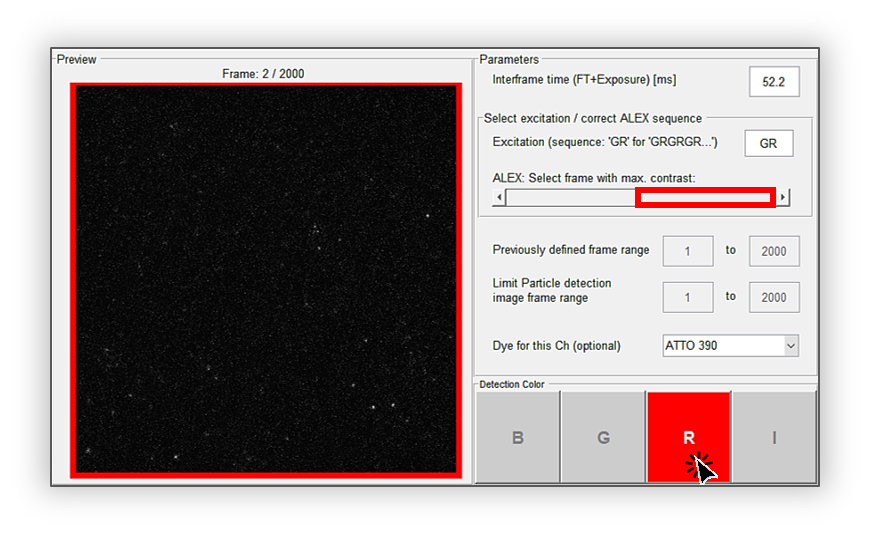 Preview
Frame: 2 / 2000
Parameters
Interframe time (FT+Exposure) [ms]
52.2
Select excitation / correct ALEX sequence
Excitation (sequence: 'GR' for 'GRGRGR...')
GR
ALEX: Select frame with max. contrast:
Previously defined frame range
1
to
2000
Limit Particle detection
image frame range
1
to
2000
Dye for this Ch (optional)
ATTO 390
Detection Color
B
G
R
I